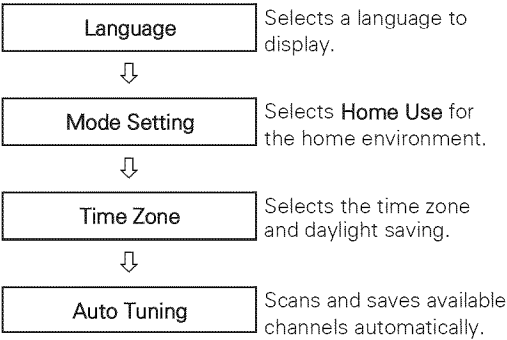 Language
Selects a language to
display.
Mode Setting
Selects Home Use for
the home environment.
Time Zone
Selects the time zone
and daylight saving.
Auto Tuning
Scans and saves available
channels automatically.